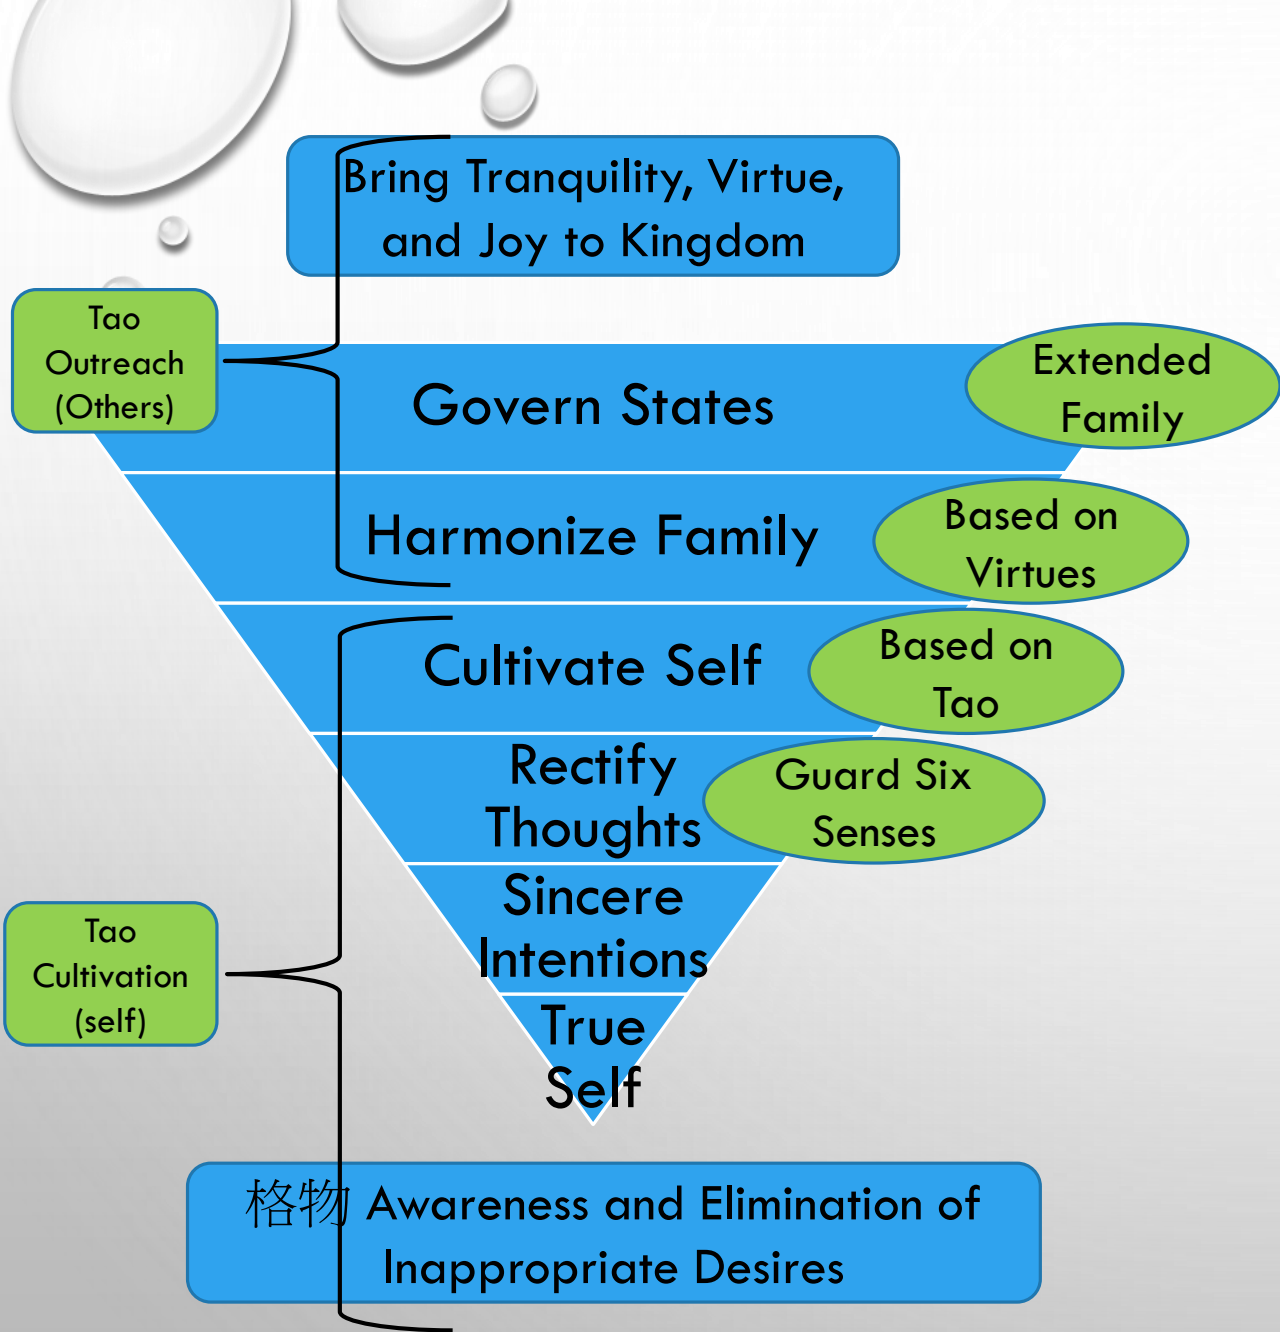 Bring Tranquility, Virtue,
and Joy to Kingdom
Tao
Outreach
(Others)
Govern States
Extended
Family
Harmonize Family
Based on
Virtues
Cultivate Self
Based on
Tao
Rectify
Thoughts
Guard Six
Senses
Sincere
Intentions
Tao
Cultivation
(self)
True
Self
格物 Awareness and Elimination of
Inappropriate Desires